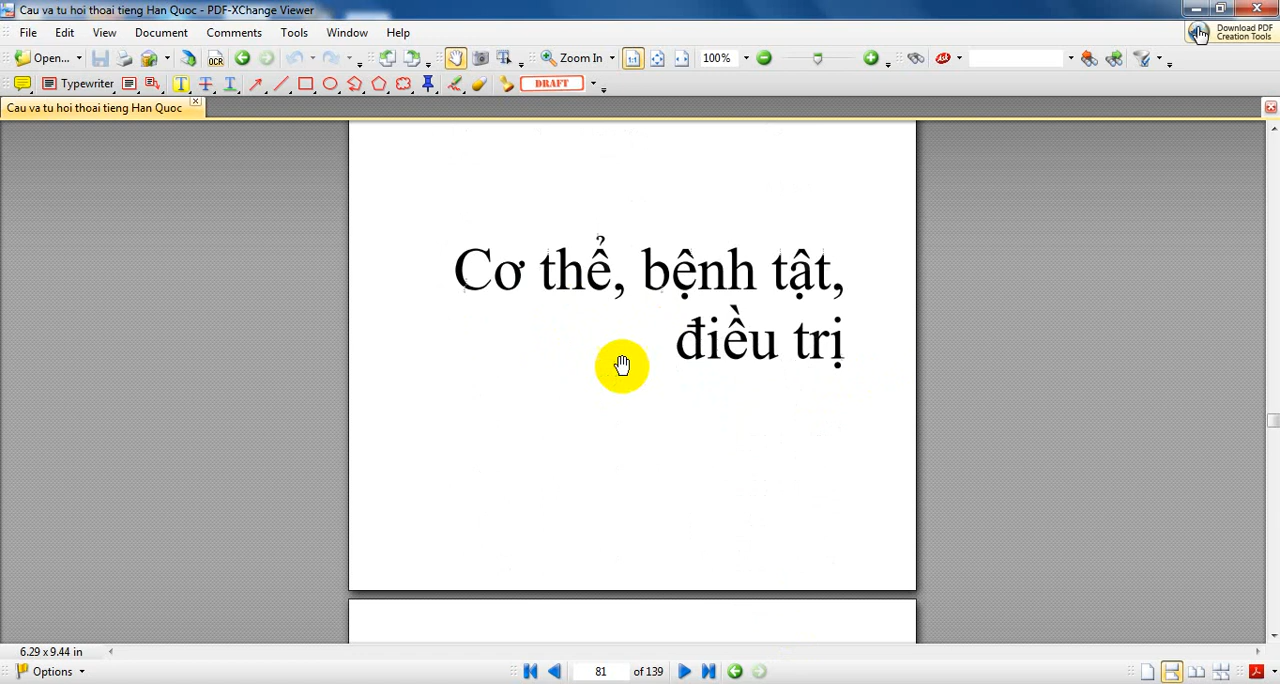 Cau va tu hoi thoai tieng Han Quoc - PDF-XChange Viewer
File Edit View Document Comments Tools Window Help
Download PDF
Creation Tools
Open... OCR Zoom In 100%
Typewriter DRAFT
Cau va tu hoi thoai tieng Han Quoc
Cơ thể, bệnh tật,
điều trị
6.29 x 9.44 in
Options 81 of 139